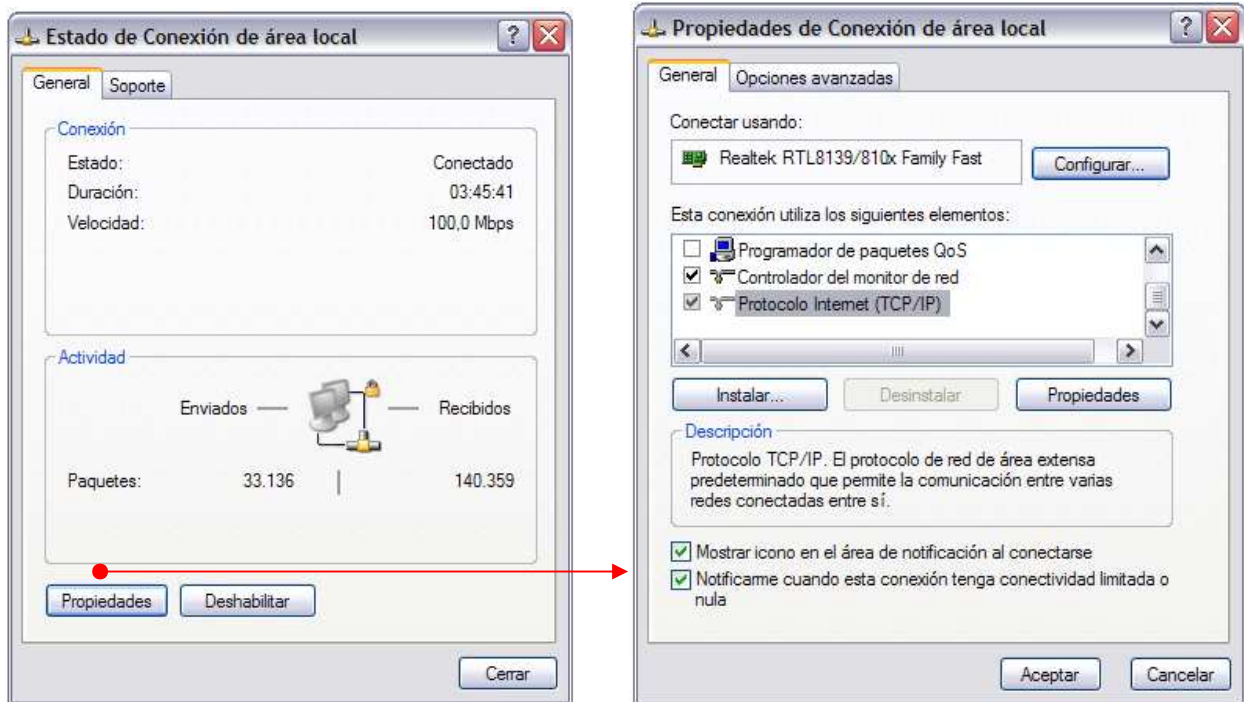 Estado de Conexión de área local
General Soporte
Conexión
Estado: Conectado
Duración: 03:45:41
Velocidad: 100,0 Mbps
Actividad
Enviados Recibidos
Paquetes: 33.136 140.359
Propiedades Deshabilitar
Cerrar
Propiedades de Conexión de área local
General Opciones avanzadas
Conectar usando:
Realtek RTL8139/810x Family Fast Configurar...
Esta conexión utiliza los siguientes elementos:
Programador de paquetes QoS
Controlador del monitor de red
Protocolo Internet (TCP/IP)
Instalar... Desinstalar Propiedades
Descripción
Protocolo TCP/IP. El protocolo de red de área extensa
predeterminado que permite la comunicación entre varias
redes conectadas entre sí.
Mostrar icono en el área de notificación al conectarse
Notificarme cuando esta conexión tenga conectividad limitada o
nula
Aceptar Cancelar